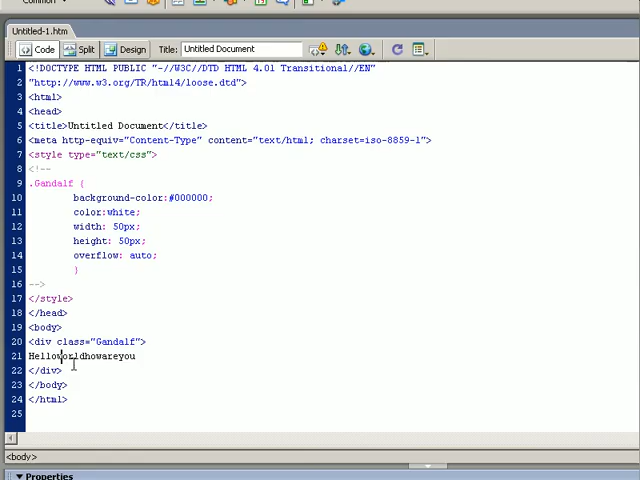 Common
Untitled-1.htm
Code Split Design Title: Untitled Document
1 <!DOCTYPE HTML PUBLIC "-//W3C//DTD HTML 4.01 Transitional//EN"
2 "http://www.w3.org/TR/html4/loose.dtd">
3 <html>
4 <head>
5 <title>Untitled Document</title>
6 <meta http-equiv="Content-Type" content="text/html; charset=iso-8859-1">
7 <style type="text/css">
8 <!--
9 .Gandalf {
10 background-color:#000000;
11 color:white;
12 width: 50px;
13 height: 50px;
14 overflow: auto;
15 }
16 -->
17 </style>
18 </head>
19 <body>
20 <div class="Gandalf">
21 Helloworldhowareyou
22 </div>
23 </body>
24 </html>
25
<body>
Properties